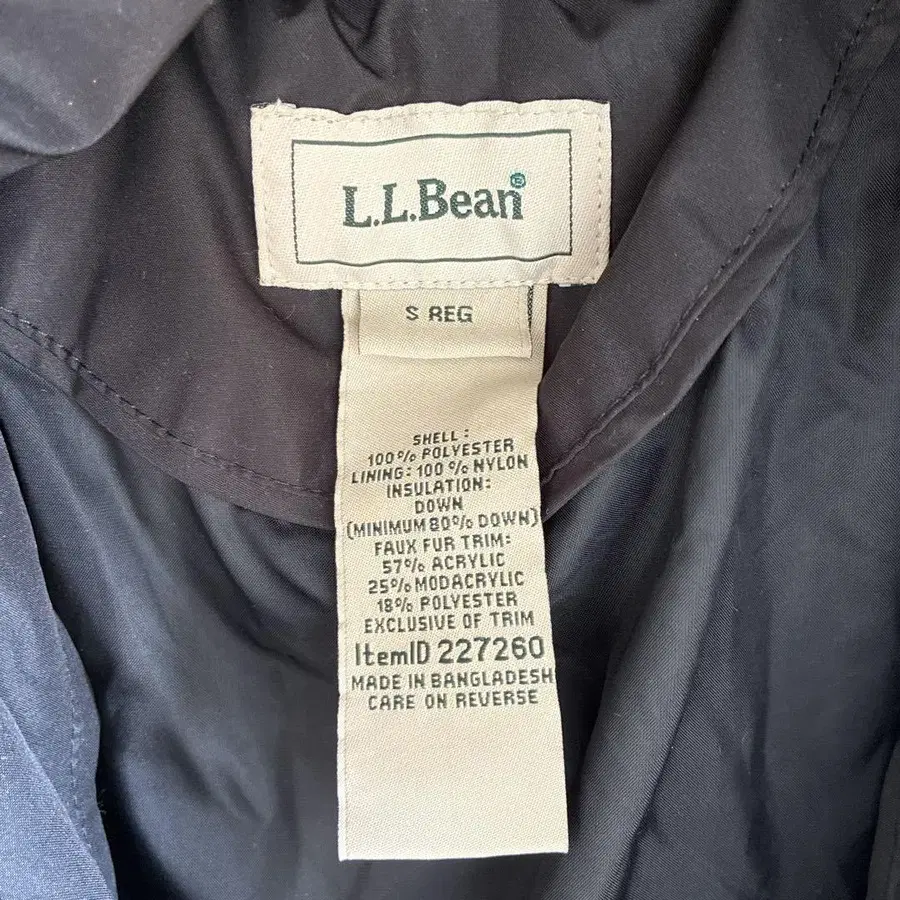 L.L.Bean®
S REG
SHELL:
100% POLYESTER
LINING: 100% NYLON
INSULATION:
DOWN
(MINIMUM 80% DOWN)
FAUX FUR TRIM:
57% ACRYLIC
25% MODACRYLIC
18% POLYESTER
EXCLUSIVE OF TRIM
ItemID 227260
MADE IN BANGLADESH
CARE ON REVERSE